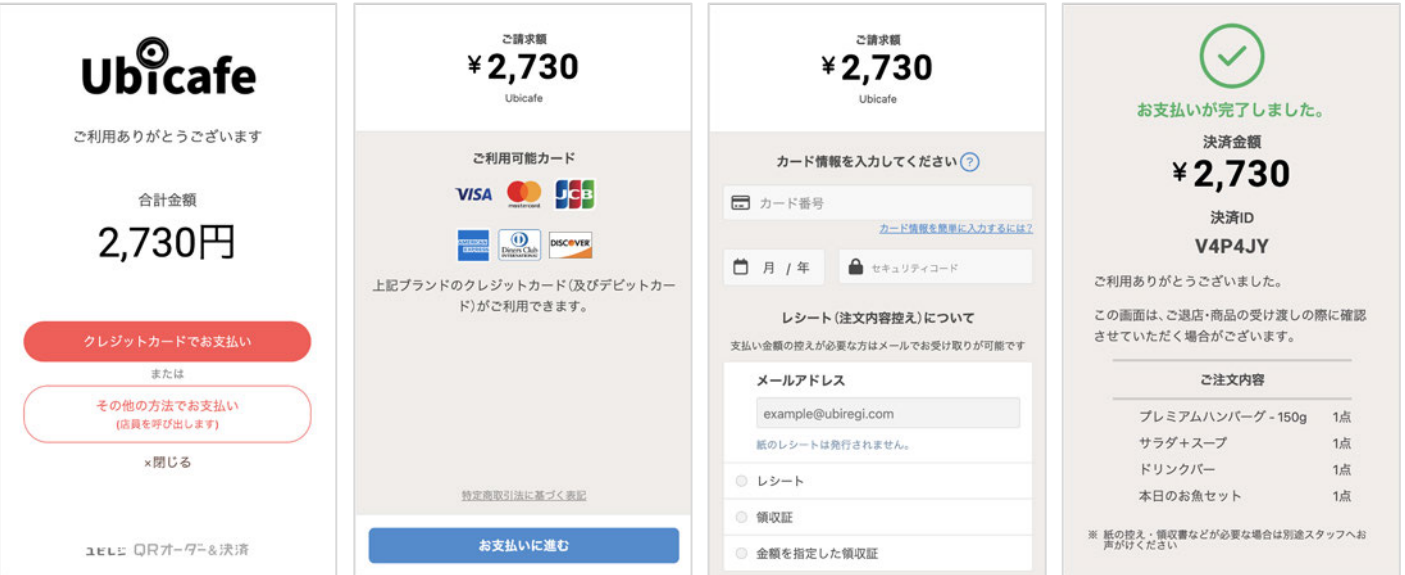 Ubicafe
ご利用ありがとうございます
合計金額
2,730円
クレジットカードでお支払い
または
その他の方法でお支払い
(店員を呼び出します)
×閉じる
ユビレジ QRオーダー&決済
ご請求額
¥2,730
Ubicafe
ご利用可能カード
VISA
mastercard
JCB
AMERICAN EXPRESS
Diners Club
INTERNATIONAL
DISCOVER
上記ブランドのクレジットカード(及びデビットカー
ド)がご利用できます。
特定商取引法に基づく表記
お支払いに進む
ご請求額
¥2,730
Ubicafe
カード情報を入力してください ?
カード番号
カード情報を簡単に入力するには?
月 / 年
セキュリティコード
レシート(注文内容控え)について
支払い金額の控えが必要な方はメールでお受け取りが可能です
メールアドレス
example@ubiregi.com
紙のレシートは発行されません。
レシート
領収証
金額を指定した領収証
お支払いが完了しました。
決済金額
¥2,730
決済ID
V4P4JY
ご利用ありがとうございました。
この画面は、ご退店・商品の受け渡しの際に確認
させていただく場合がございます。
ご注文内容
プレミアムハンバーグ - 150g 1点
サラダ+スープ 1点
ドリンクバー 1点
本日のお魚セット 1点
※ 紙の控え・領収書などが必要な場合は別途スタッフへお
声がけください